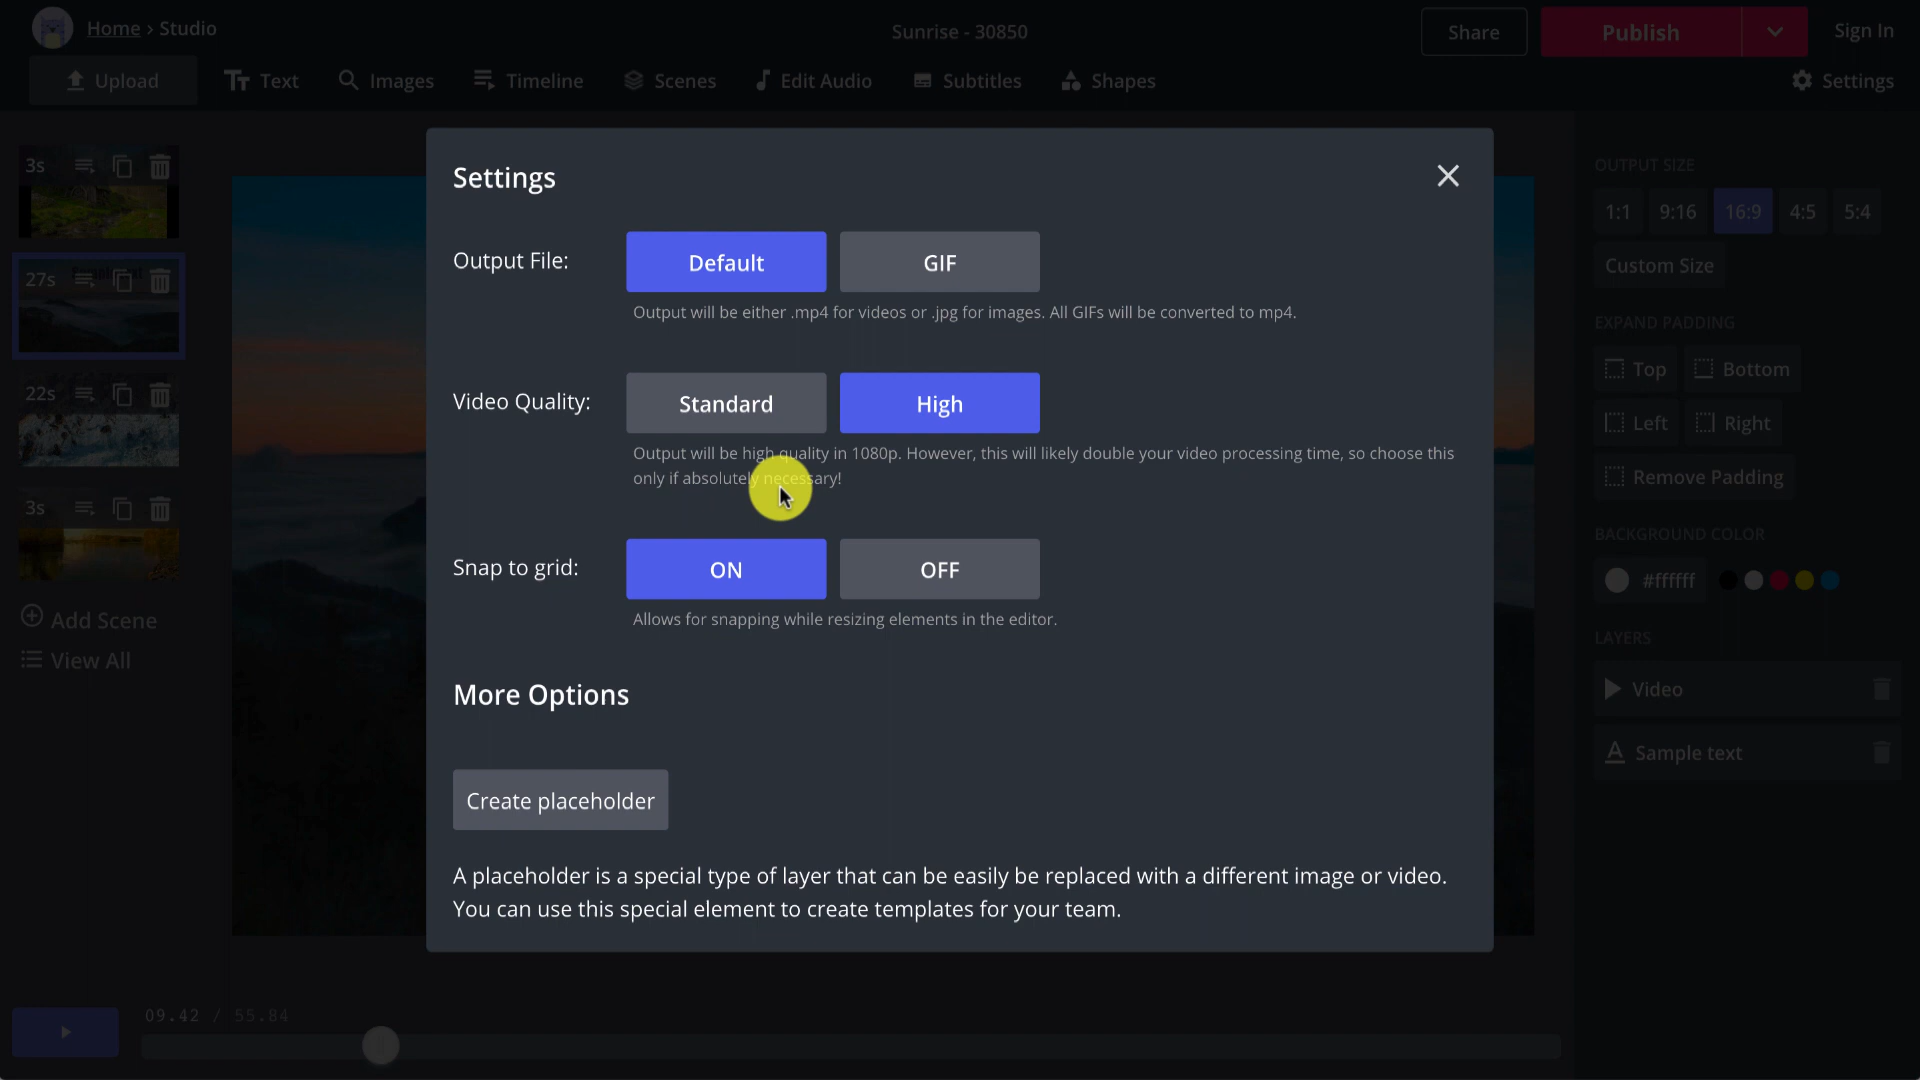 Home › Studio
Sunrise - 30850
Share
Publish
Sign In
Upload
Text
Images
Timeline
Scenes
Edit Audio
Subtitles
Shapes
Settings
3s
27s
22s
3s
Add Scene
View All
Settings
Output File:
Default
GIF
Output will be either .mp4 for videos or .jpg for images. All GIFs will be converted to mp4.
Video Quality:
Standard
High
Output will be high quality in 1080p. However, this will likely double your video processing time, so choose this
only if absolutely necessary!
Snap to grid:
ON
OFF
Allows for snapping while resizing elements in the editor.
More Options
Create placeholder
A placeholder is a special type of layer that can be easily be replaced with a different image or video.
You can use this special element to create templates for your team.
OUTPUT SIZE
1:1
9:16
16:9
4:5
5:4
Custom Size
EXPAND PADDING
Top
Bottom
Left
Right
Remove Padding
BACKGROUND COLOR
#ffffff
LAYERS
Video
Sample text
09.42 / 55.84